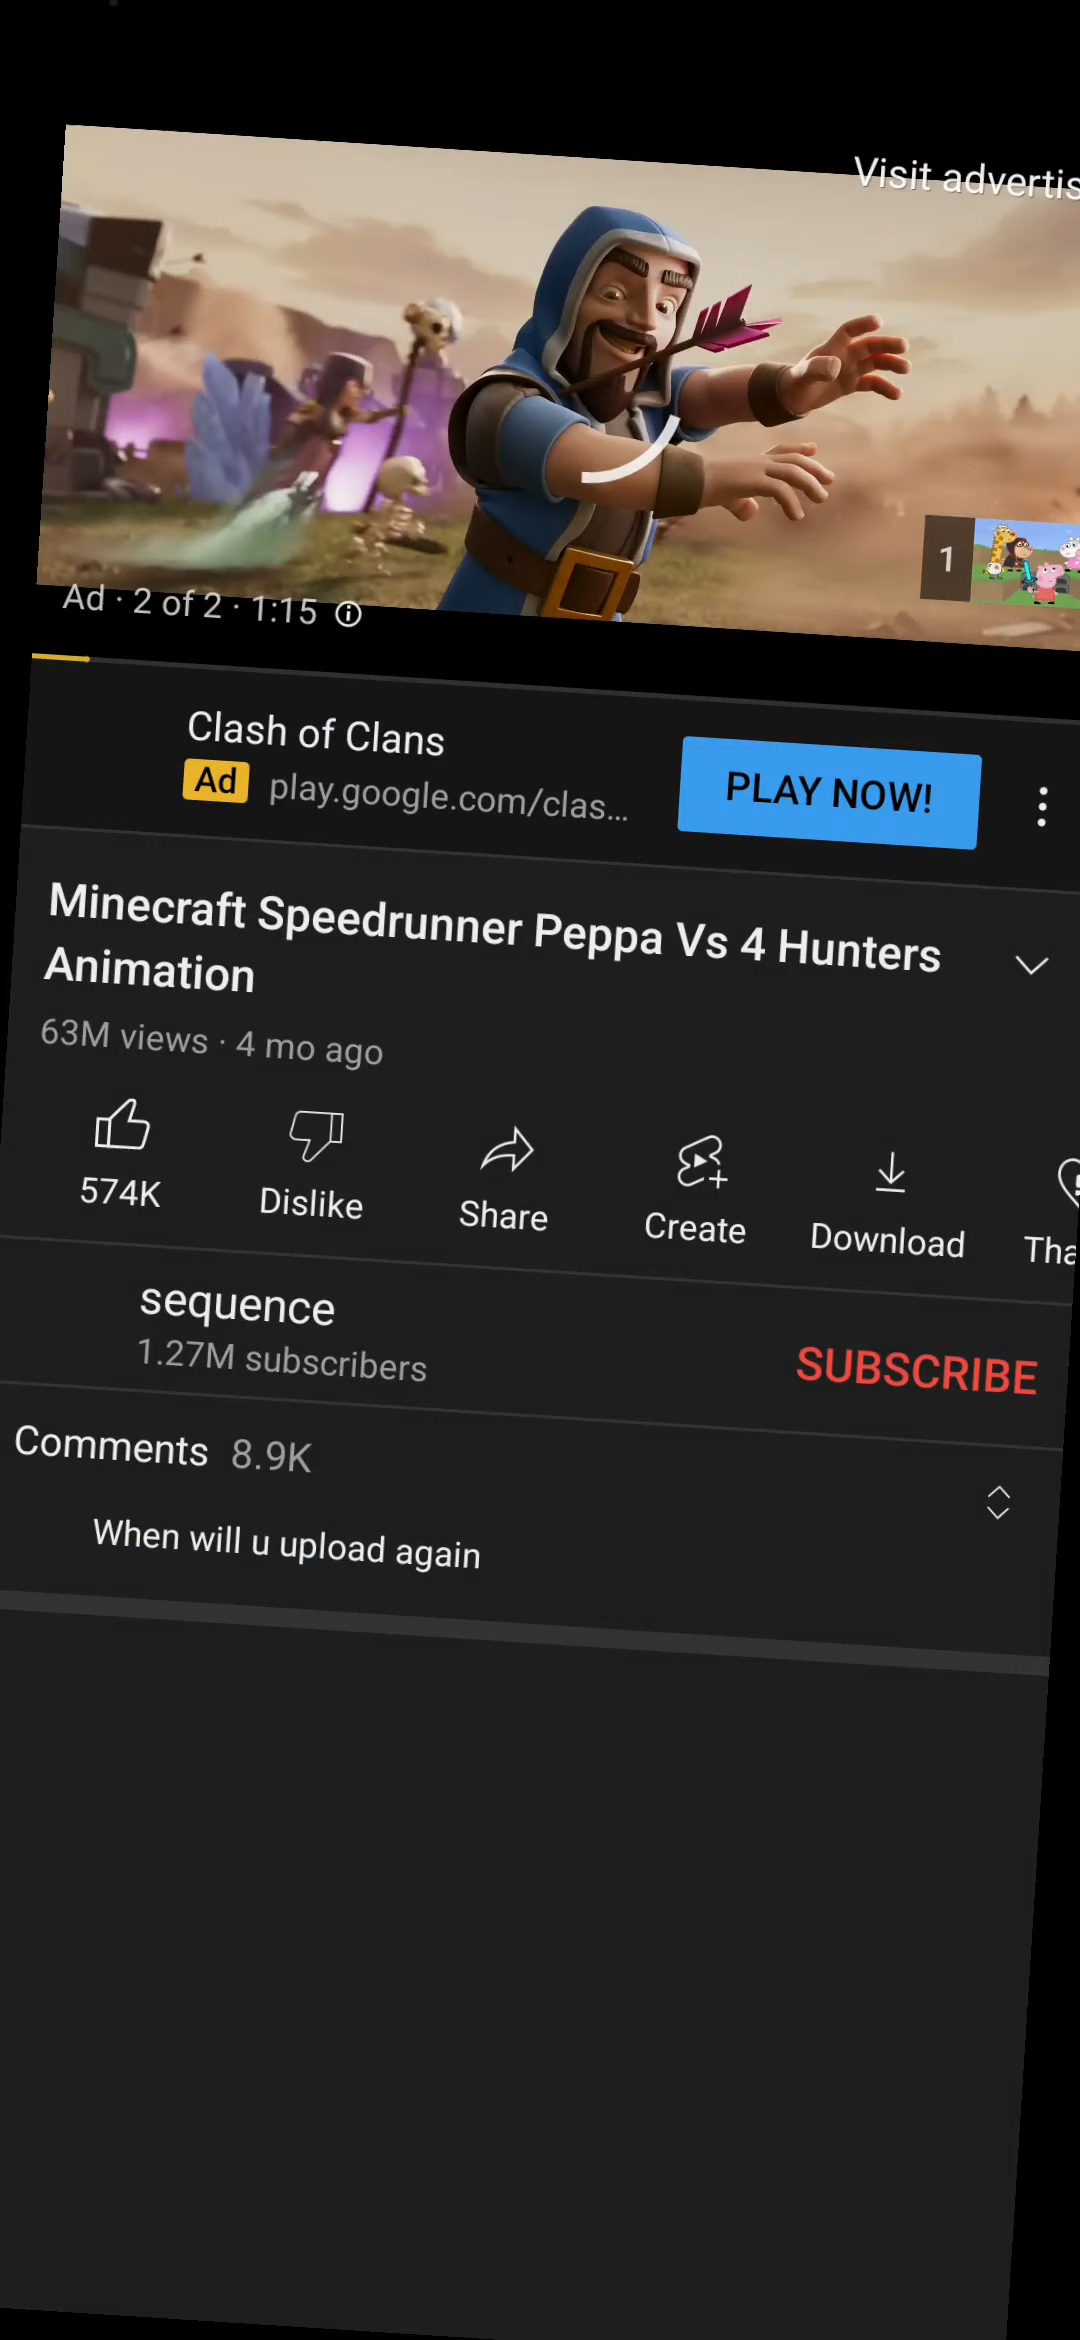 Visit advertis
1
Ad · 2 of 2 · 1:15
Clash of Clans
Ad play.google.com/clas...
PLAY NOW!
Minecraft Speedrunner Peppa Vs 4 Hunters
Animation
63M views · 4 mo ago
574K
Dislike
Share
Create
Download
Tha
sequence
1.27M subscribers
SUBSCRIBE
Comments 8.9K
When will u upload again